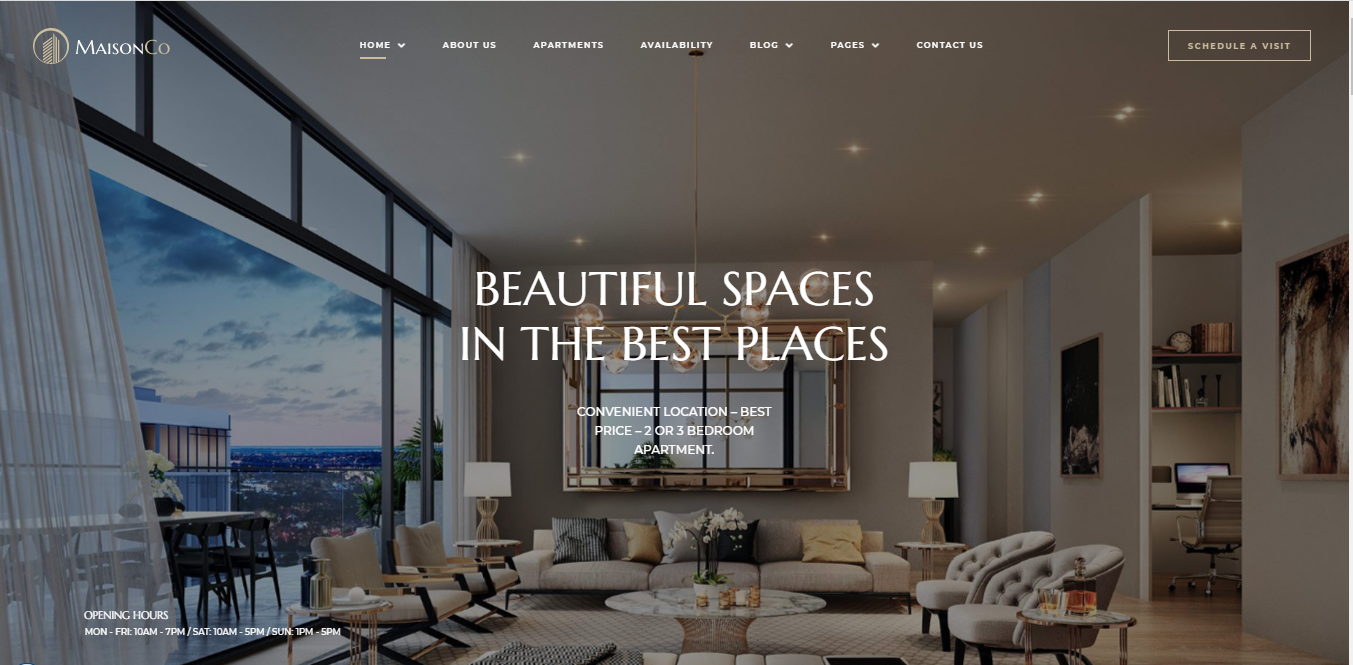 MAISONCO
HOME ABOUT US APARTMENTS AVAILABILITY BLOG PAGES CONTACT US
SCHEDULE A VISIT
BEAUTIFUL SPACES
IN THE BEST PLACES
CONVENIENT LOCATION – BEST
PRICE – 2 OR 3 BEDROOM
APARTMENT.
OPENING HOURS
MON - FRI: 10AM - 7PM / SAT: 10AM - 5PM / SUN: 1PM - 5PM